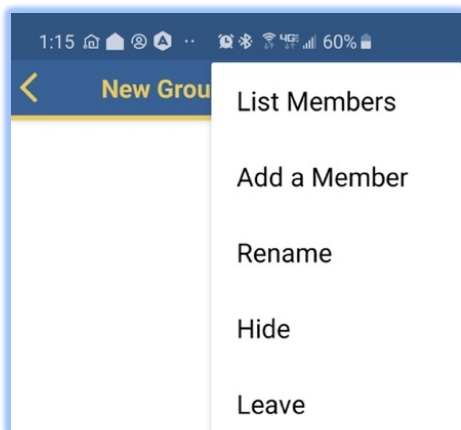 1:15 60%
New Grou
List Members
Add a Member
Rename
Hide
Leave